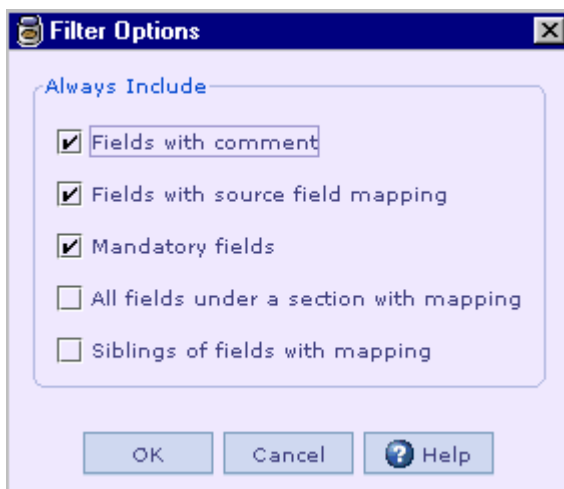 Filter Options
Always Include
Fields with comment
Fields with source field mapping
Mandatory fields
All fields under a section with mapping
Siblings of fields with mapping
OK Cancel Help